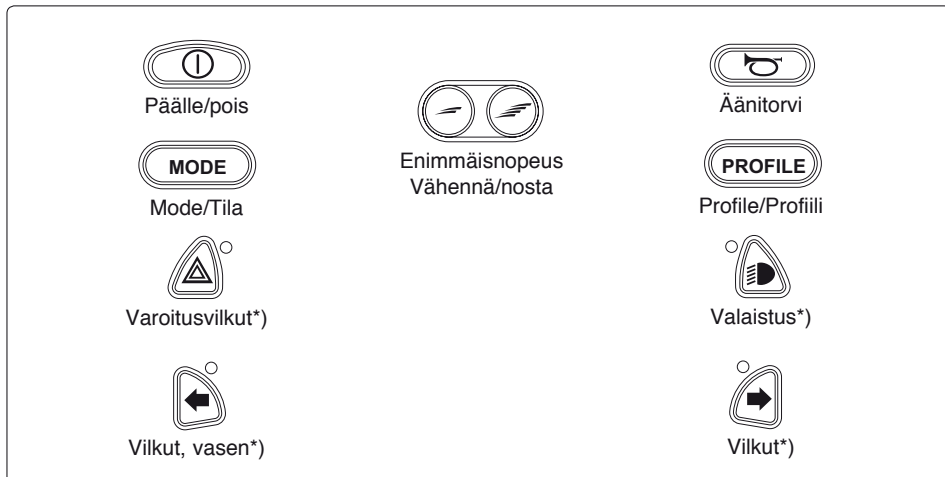 Päälle/pois
Äänitorvi
Enimmäisnopeus
Vähennä/nosta
MODE
PROFILE
Mode/Tila
Profile/Profiili
Varoitusvilkut*)
Valaistus*)
Vilkut, vasen*)
Vilkut*)